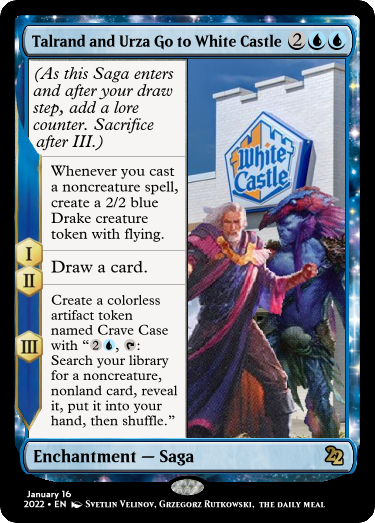 Talrand and Urza Go to White Castle 2
(As this Saga enters
and after your draw
step, add a lore
counter. Sacrifice
after III.)
White
Castle
Whenever you cast
a noncreature spell,
create a 2/2 blue
Drake creature
token with flying.
I
II
Draw a card.
III
Create a colorless
artifact token
named Crave Case
with “2, :
Search your library
for a noncreature,
nonland card, reveal
it, put it into your
hand, then shuffle.”
Enchantment — Saga
January 16
2022 • EN Svetlin Velinov, Grzegorz Rutkowski, the daily meal